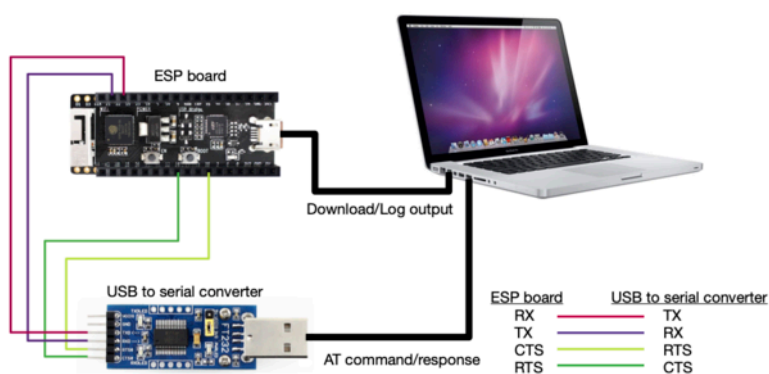 ESP board
Download/Log output
USB to serial converter
AT command/response
ESP board USB to serial converter
RX TX
TX RX
CTS RTS
RTS CTS